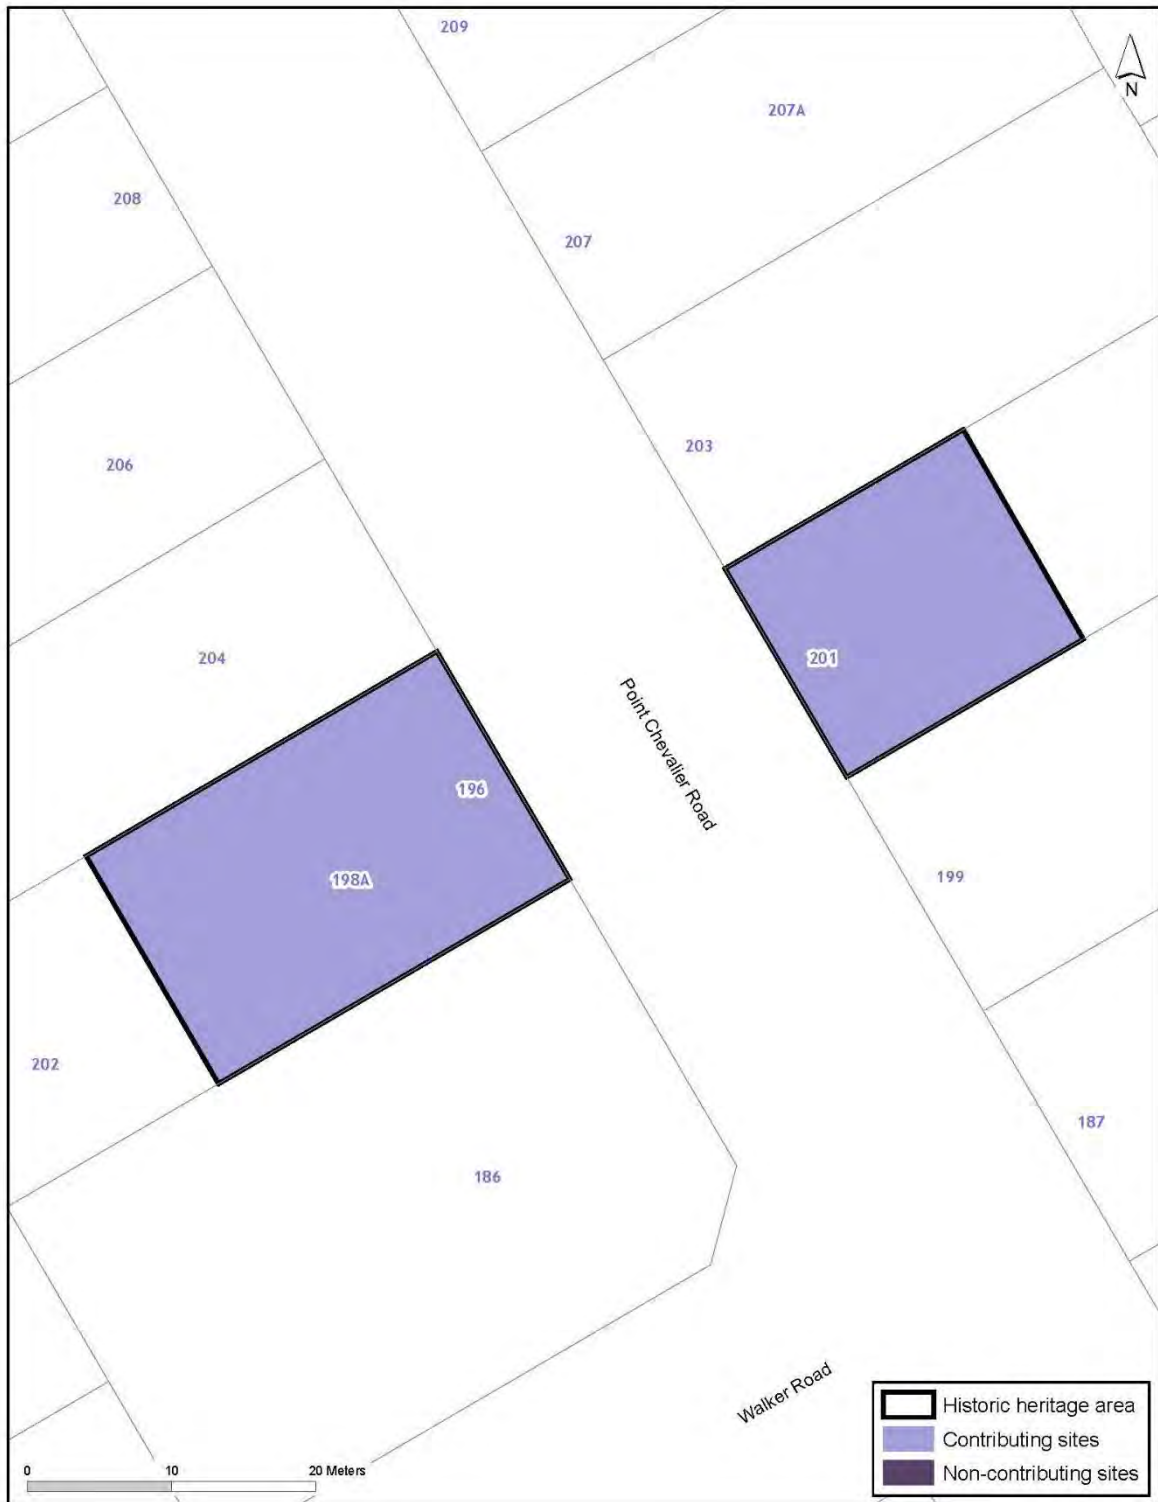 209
N
207A
208
207
203
206
204
201
Point Chevalier Road
196
198A
199
202
187
186
Walker Road
Historic heritage area
Contributing sites
Non-contributing sites
0 10 20 Meters